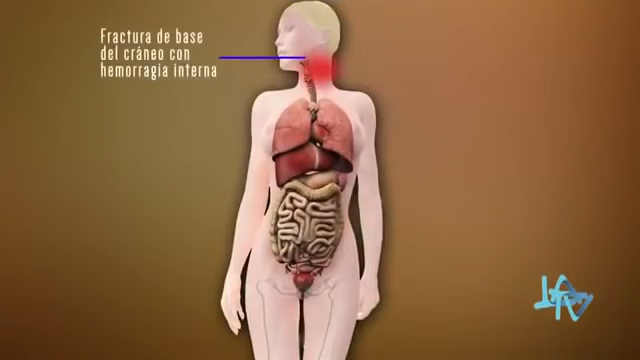 Fractura de base
del cráneo con
hemorragia interna